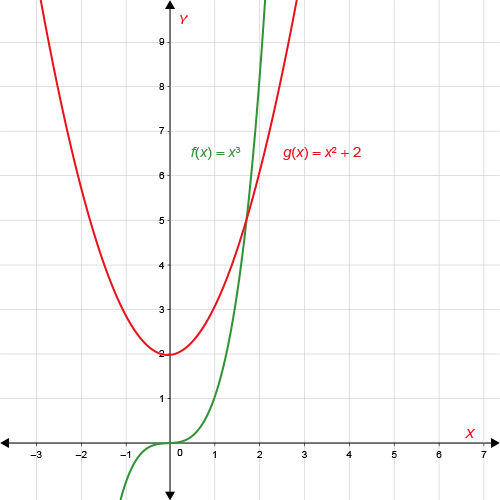 Y
9
8
7
f(x) = x³
g(x) = x² + 2
6
5
4
3
2
1
X
–3 –2 –1 0 1 2 3 4 5 6 7